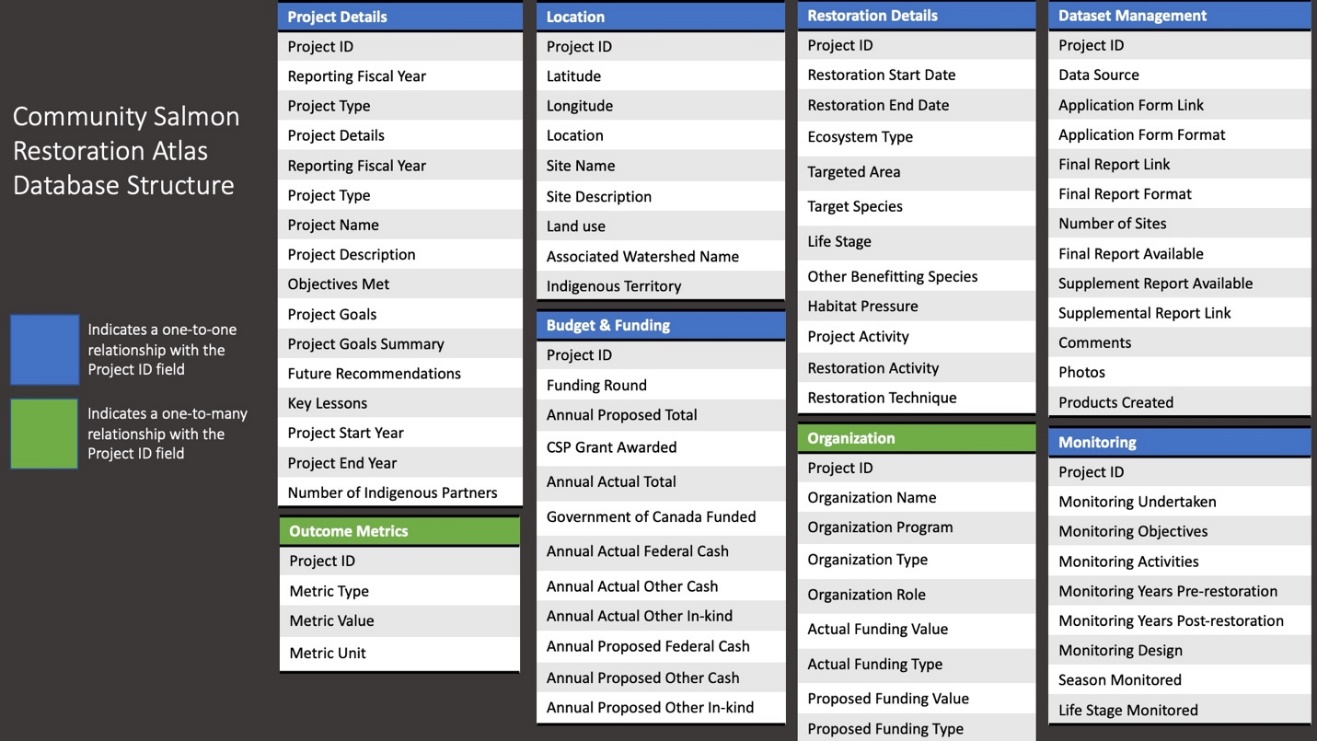 Community Salmon
Restoration Atlas
Database Structure
Indicates a one-to-one
relationship with the
Project ID field
Indicates a one-to-many
relationship with the
Project ID field
Project Details
Project ID
Reporting Fiscal Year
Project Type
Project Details
Reporting Fiscal Year
Project Type
Project Name
Project Description
Objectives Met
Project Goals
Project Goals Summary
Future Recommendations
Key Lessons
Project Start Year
Project End Year
Number of Indigenous Partners
Outcome Metrics
Project ID
Metric Type
Metric Value
Metric Unit
Location
Project ID
Latitude
Longitude
Location
Site Name
Site Description
Land use
Associated Watershed Name
Indigenous Territory
Budget & Funding
Project ID
Funding Round
Annual Proposed Total
CSP Grant Awarded
Annual Actual Total
Government of Canada Funded
Annual Actual Federal Cash
Annual Actual Other Cash
Annual Actual Other In-kind
Annual Proposed Federal Cash
Annual Proposed Other Cash
Annual Proposed Other In-kind
Restoration Details
Project ID
Restoration Start Date
Restoration End Date
Ecosystem Type
Targeted Area
Target Species
Life Stage
Other Benefitting Species
Habitat Pressure
Project Activity
Restoration Activity
Restoration Technique
Organization
Project ID
Organization Name
Organization Program
Organization Type
Organization Role
Actual Funding Value
Actual Funding Type
Proposed Funding Value
Proposed Funding Type
Dataset Management
Project ID
Data Source
Application Form Link
Application Form Format
Final Report Link
Final Report Format
Number of Sites
Final Report Available
Supplement Report Available
Supplemental Report Link
Comments
Photos
Products Created
Monitoring
Project ID
Monitoring Undertaken
Monitoring Objectives
Monitoring Activities
Monitoring Years Pre-restoration
Monitoring Years Post-restoration
Monitoring Design
Season Monitored
Life Stage Monitored